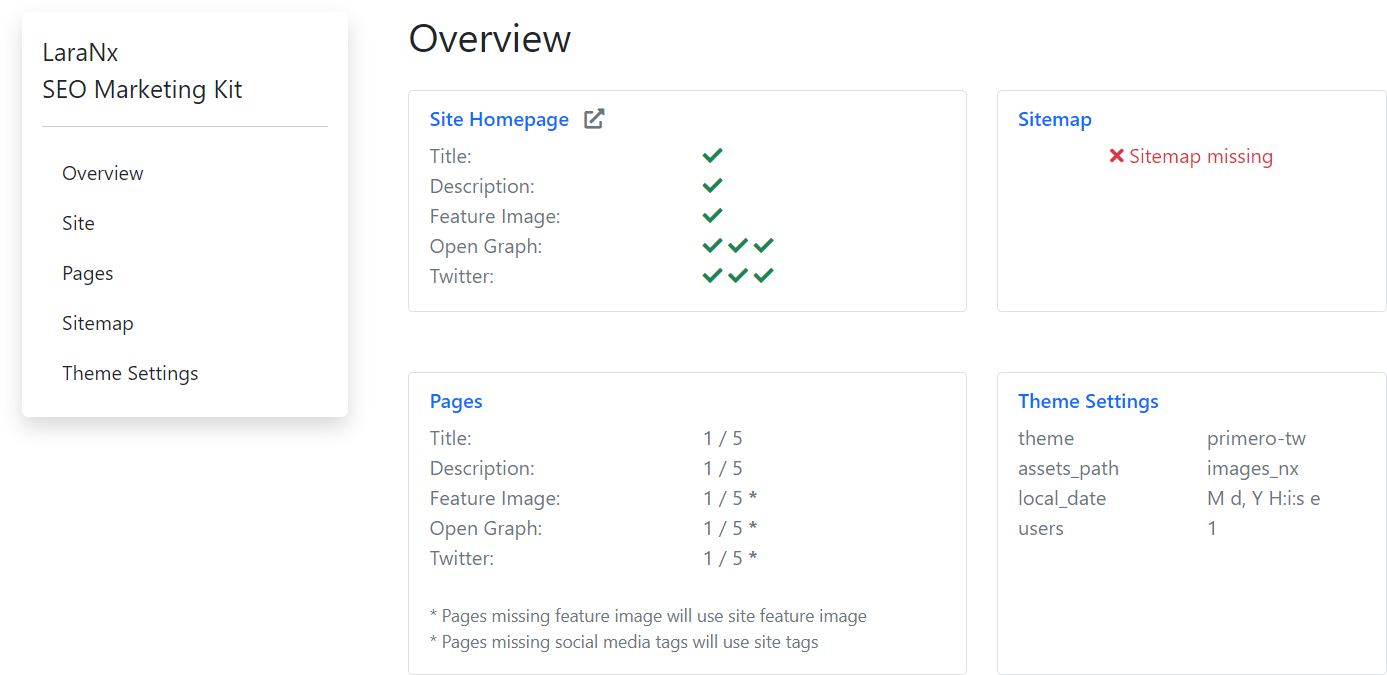 LaraNx
SEO Marketing Kit
Overview
Site
Pages
Sitemap
Theme Settings
Overview
Site Homepage
Title:
Description:
Feature Image:
Open Graph:
Twitter:
Sitemap
Sitemap missing
Pages
Title: 1 / 5
Description: 1 / 5
Feature Image: 1 / 5 *
Open Graph: 1 / 5 *
Twitter: 1 / 5 *
* Pages missing feature image will use site feature image
* Pages missing social media tags will use site tags
Theme Settings
theme primero-tw
assets_path images_nx
local_date M d, Y H:i:s e
users 1